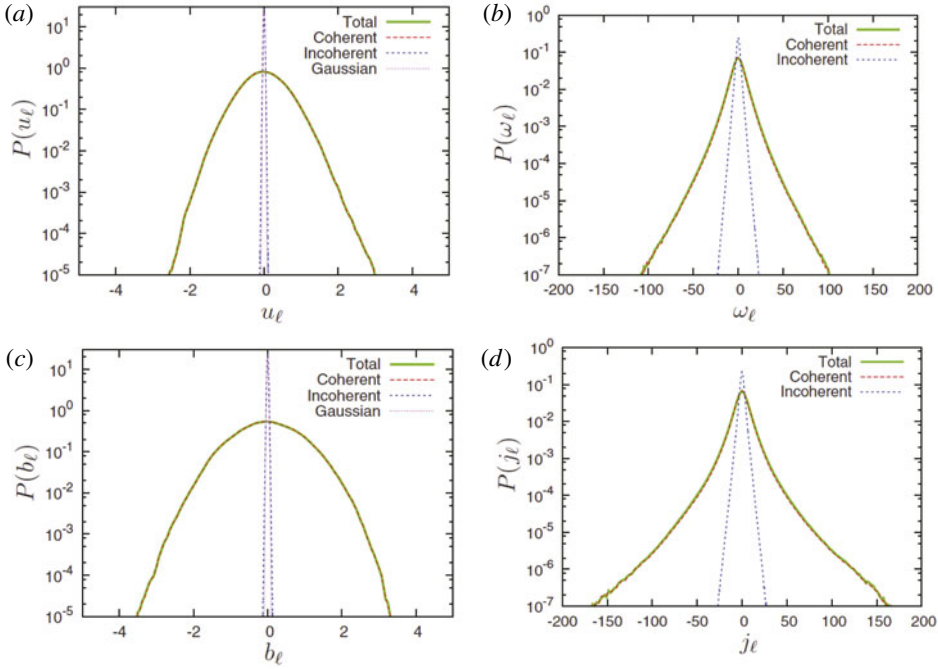 (a)
10^1
10^0
10^-1
10^-2
10^-3
10^-4
10^-5
P(u_ℓ)
Total
Coherent
Incoherent
Gaussian
-4 -2 0 2 4
u_ℓ
(b)
10^0
10^-1
10^-2
10^-3
10^-4
10^-5
10^-6
10^-7
P(ω_ℓ)
Total
Coherent
Incoherent
-200 -150 -100 -50 0 50 100 150 200
ω_ℓ
(c)
10^1
10^0
10^-1
10^-2
10^-3
10^-4
10^-5
P(b_ℓ)
Total
Coherent
Incoherent
Gaussian
-4 -2 0 2 4
b_ℓ
(d)
10^0
10^-1
10^-2
10^-3
10^-4
10^-5
10^-6
10^-7
P(j_ℓ)
Total
Coherent
Incoherent
-200 -150 -100 -50 0 50 100 150 200
j_ℓ